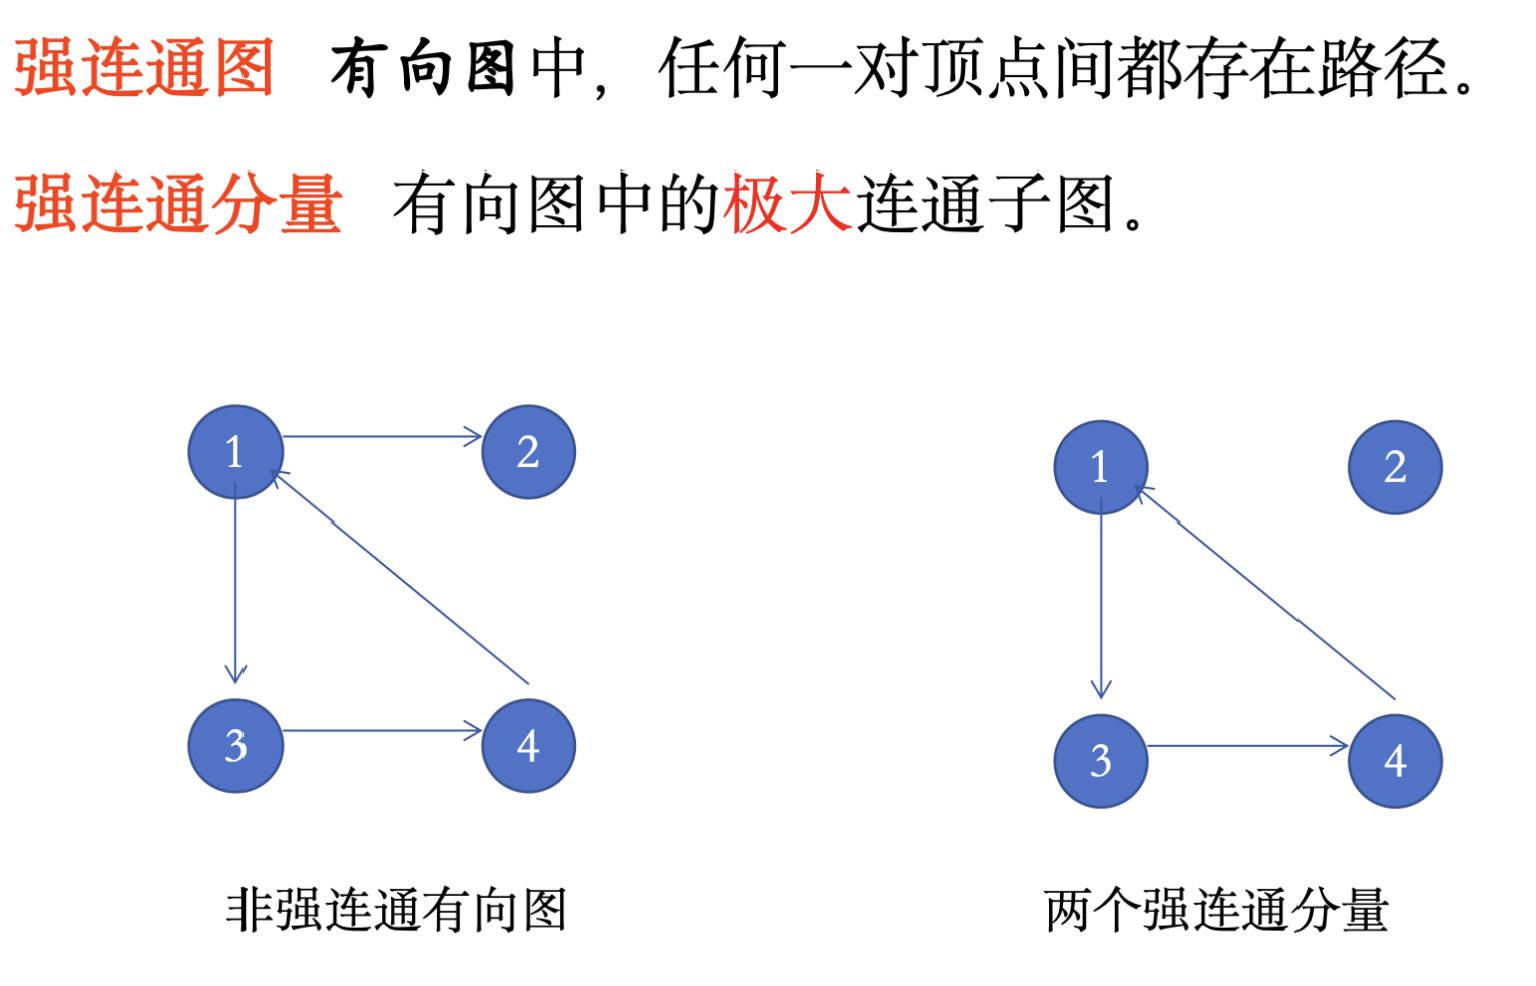 强连通图 有向图中，任何一对顶点间都存在路径。
强连通分量 有向图中的极大连通子图。
1 2 1 2
3 4 3 4
非强连通有向图 两个强连通分量